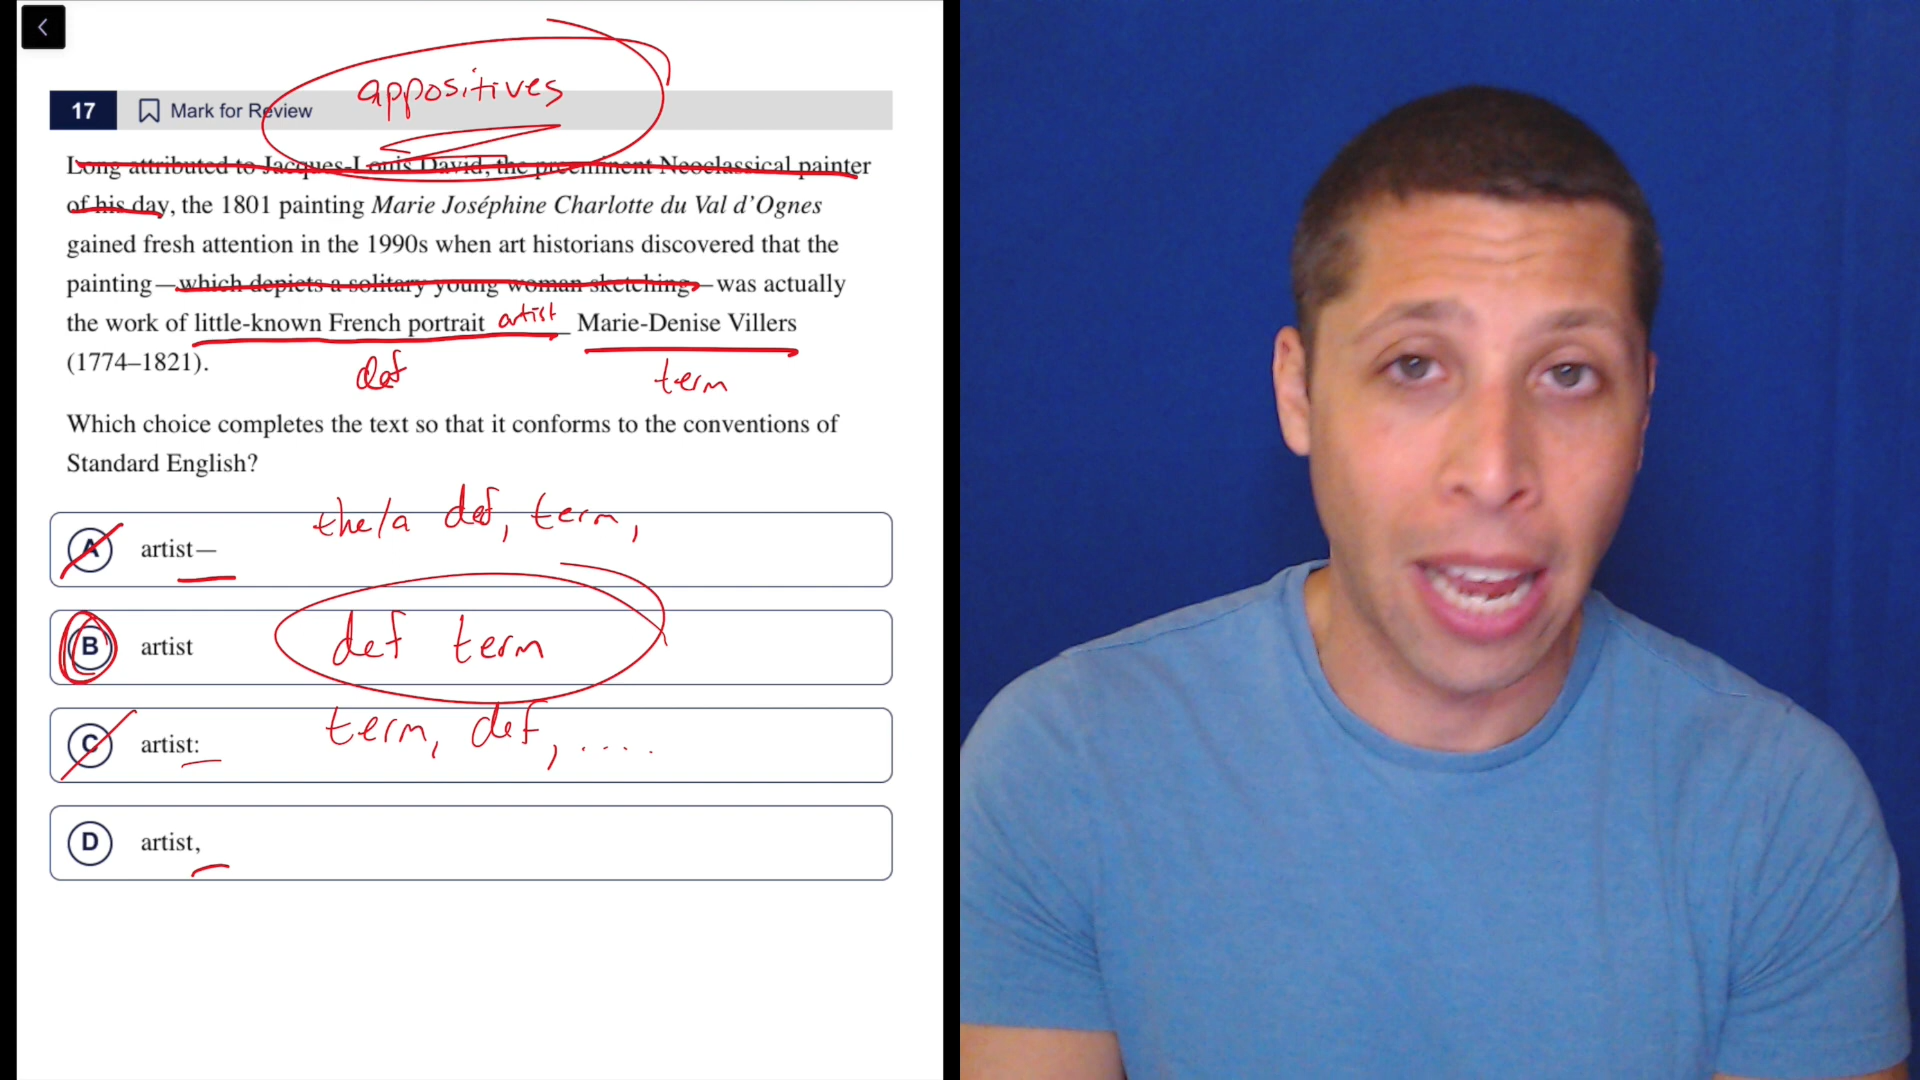 appositives
17 Mark for Review
Long attributed to Jacques-Louis David, the preeminent Neoclassical painter
of his day, the 1801 painting Marie Joséphine Charlotte du Val d’Ognes
gained fresh attention in the 1990s when art historians discovered that the
painting—which depicts a solitary young woman sketching—was actually
the work of little-known French portrait artist Marie-Denise Villers
(1774–1821).
def term
Which choice completes the text so that it conforms to the conventions of
Standard English?
the/a def, term,
A artist—
B artist def term
C artist: term, def, ....
D artist,